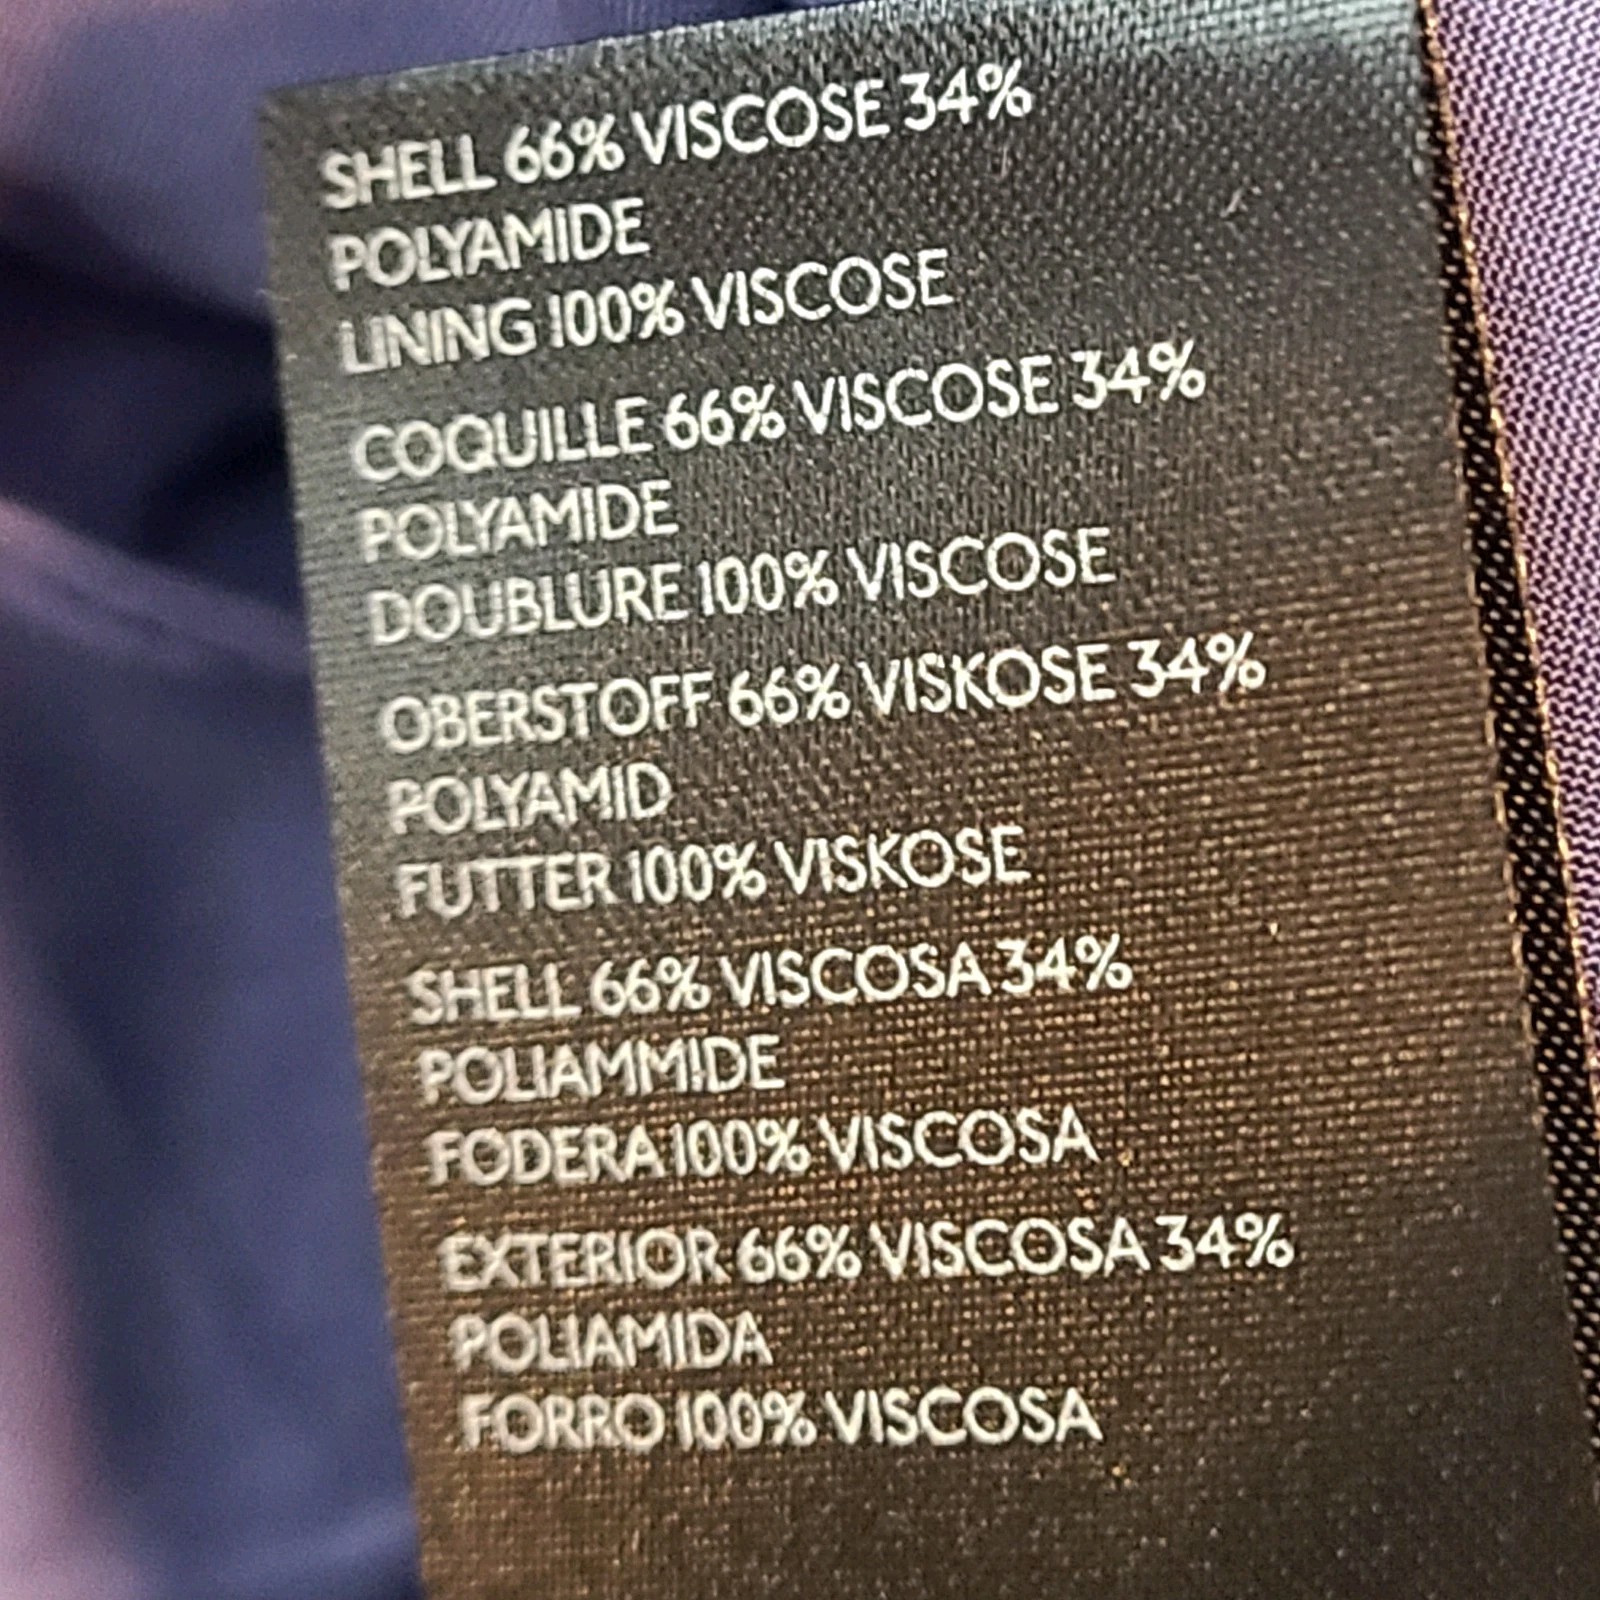 SHELL 66% VISCOSE 34%
POLYAMIDE
LINING 100% VISCOSE
COQUILLE 66% VISCOSE 34%
POLYAMIDE
DOUBLURE 100% VISCOSE
OBERSTOFF 66% VISKOSE 34%
POLYAMID
FUTTER 100% VISKOSE
SHELL 66% VISCOSA 34%
POLIAMMIDE
FODERA 100% VISCOSA
EXTERIOR 66% VISCOSA 34%
POLIAMIDA
FORRO 100% VISCOSA